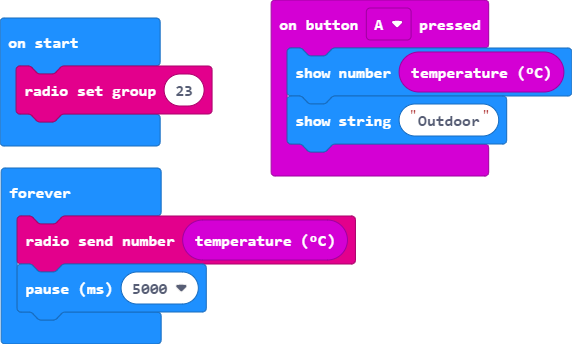 on start
radio set group 23
on button A pressed
show number temperature (ºC)
show string "Outdoor"
forever
radio send number temperature (ºC)
pause (ms) 5000